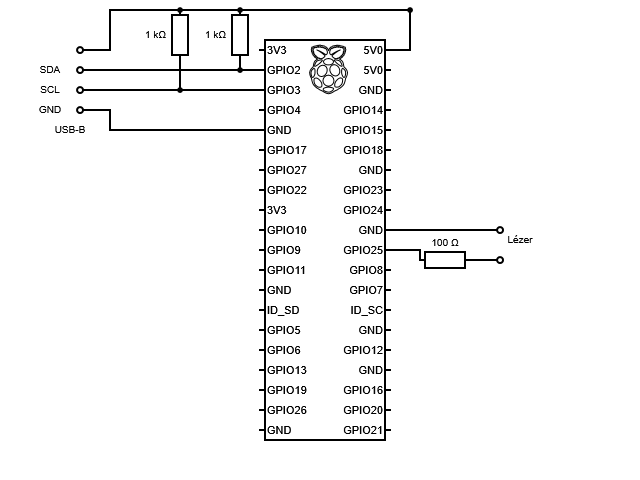 1 kΩ 1 kΩ
3V3 5V0
SDA GPIO2 5V0
SCL GPIO3 GND
GND GPIO4 GPIO14
USB-B GND GPIO15
GPIO17 GPIO18
GPIO27 GND
GPIO22 GPIO23
3V3 GPIO24
GPIO10 GND
Lézer
100 Ω
GPIO9 GPIO25
GPIO11 GPIO8
GND GPIO7
ID_SD ID_SC
GPIO5 GND
GPIO6 GPIO12
GPIO13 GND
GPIO19 GPIO16
GPIO26 GPIO20
GND GPIO21